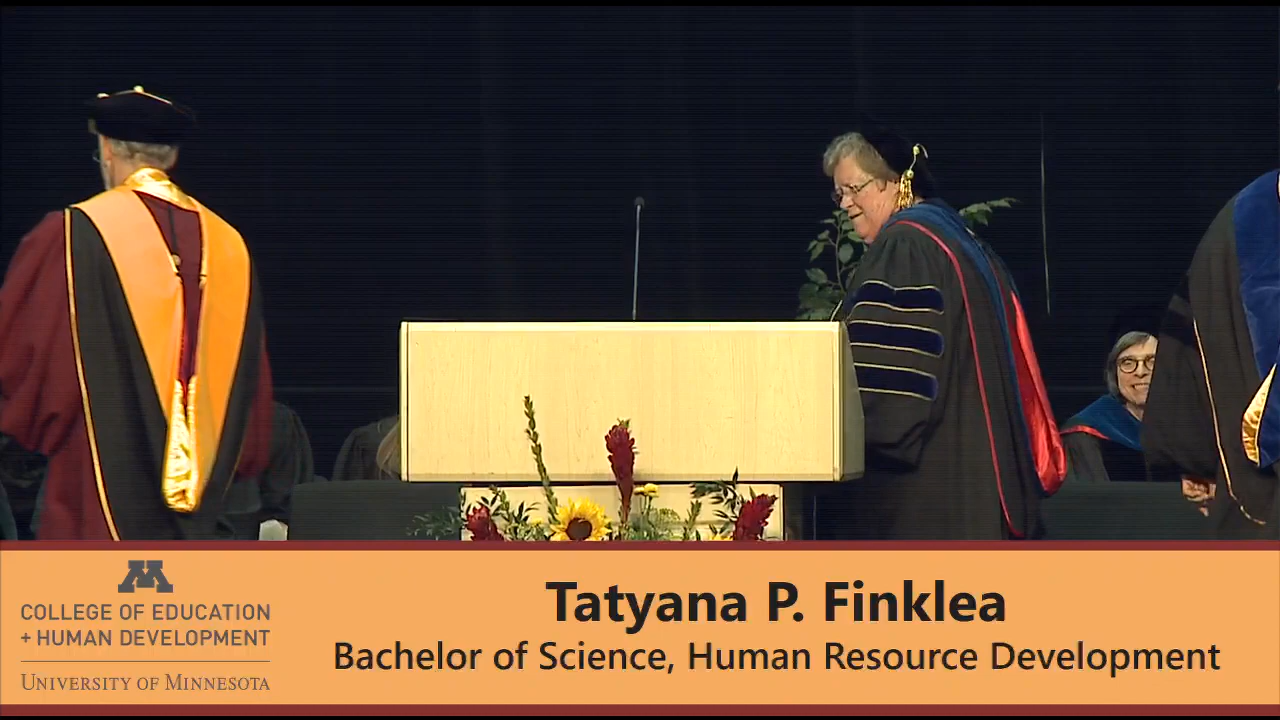 M
COLLEGE OF EDUCATION
+ HUMAN DEVELOPMENT
UNIVERSITY OF MINNESOTA
Tatyana P. Finklea
Bachelor of Science, Human Resource Development